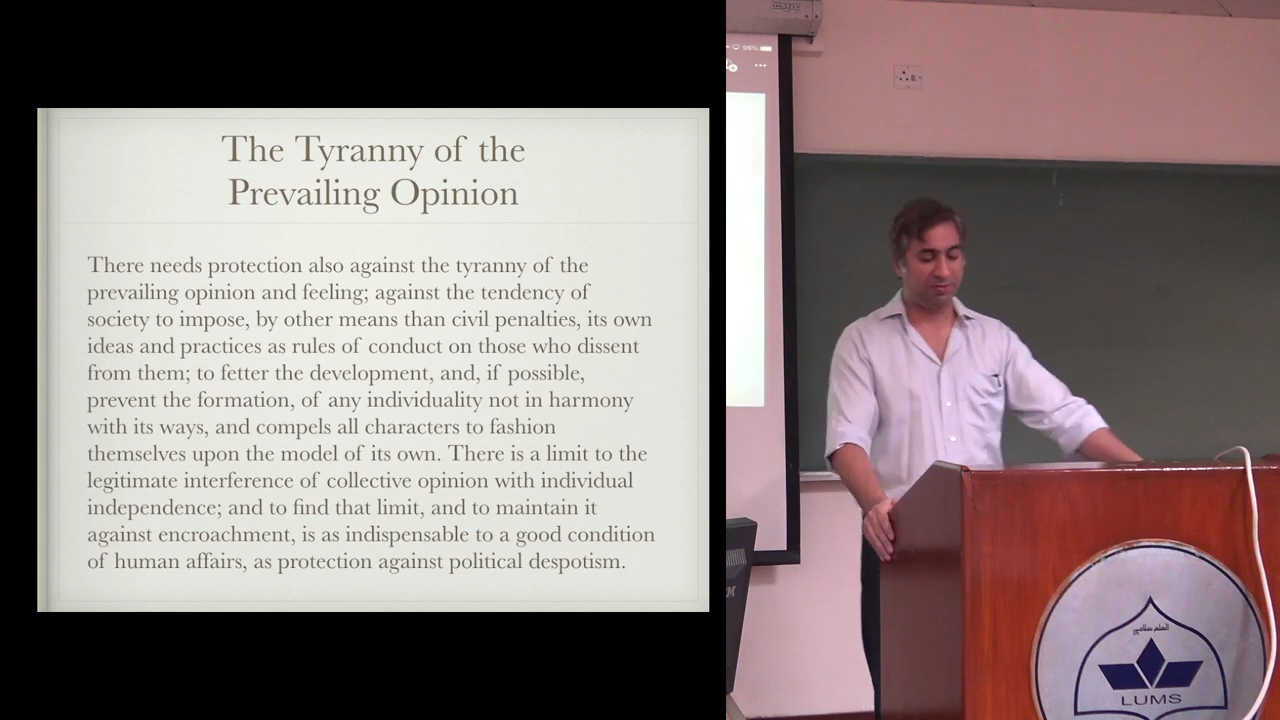 The Tyranny of the
Prevailing Opinion
There needs protection also against the tyranny of the
prevailing opinion and feeling; against the tendency of
society to impose, by other means than civil penalties, its own
ideas and practices as rules of conduct on those who dissent
from them; to fetter the development, and, if possible,
prevent the formation, of any individuality not in harmony
with its ways, and compels all characters to fashion
themselves upon the model of its own. There is a limit to the
legitimate interference of collective opinion with individual
independence; and to find that limit, and to maintain it
against encroachment, is as indispensable to a good condition
of human affairs, as protection against political despotism.
95%
LUMS